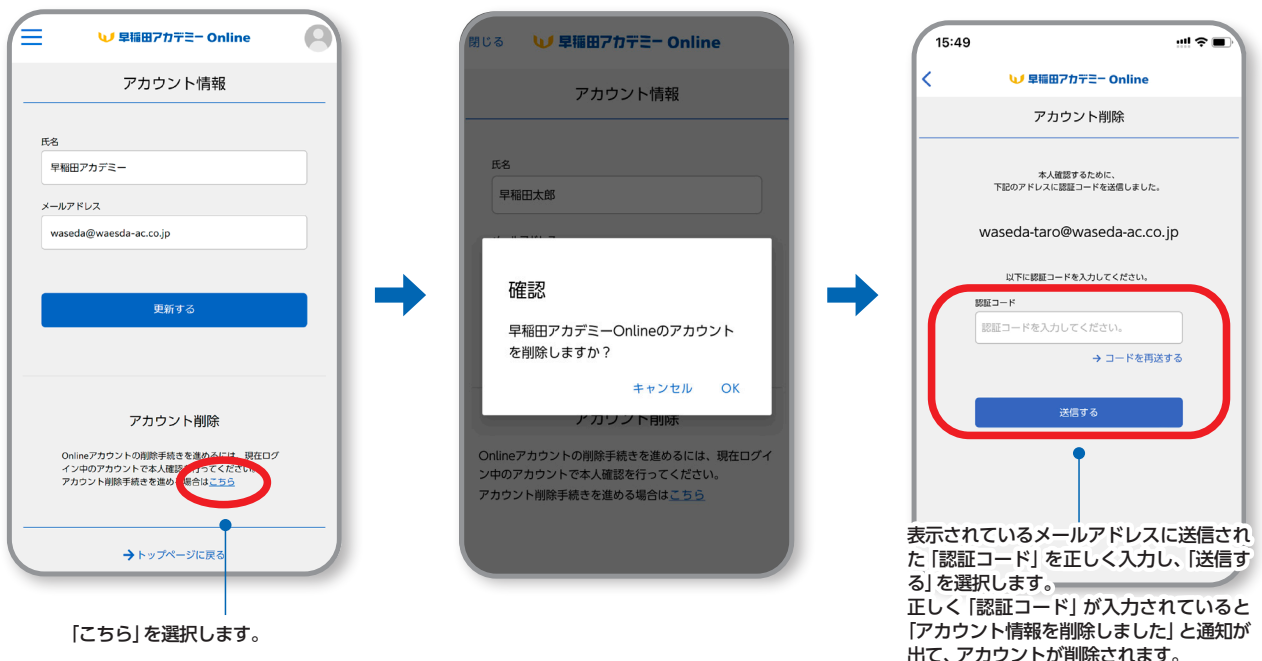 早稲田アカデミー Online
アカウント情報
氏名
早稲田アカデミー
メールアドレス
waseda@waesda-ac.co.jp
更新する
アカウント削除
Onlineアカウントの削除手続きを進めるには、現在ログ
イン中のアカウントで本人確認を行ってください。
アカウント削除手続きを進める場合はこちら
→トップページに戻る
「こちら」を選択します。
閉じる
早稲田アカデミー Online
アカウント情報
氏名
早稲田太郎
確認
早稲田アカデミーOnlineのアカウント
を削除しますか？
キャンセル OK
アカウント削除
Onlineアカウントの削除手続きを進めるには、現在ログイ
ン中のアカウントで本人確認を行ってください。
アカウント削除手続きを進める場合はこちら
15:49
早稲田アカデミー Online
アカウント削除
本人確認するために、
下記のアドレスに認証コードを送信しました。
waseda-taro@waseda-ac.co.jp
以下に認証コードを入力してください。
認証コード
認証コードを入力してください。
→ コードを再送する
送信する
表示されているメールアドレスに送信され
た「認証コード」を正しく入力し、「送信す
る」を選択します。
正しく「認証コード」が入力されていると
「アカウント情報を削除しました」と通知が
出て、アカウントが削除されます。